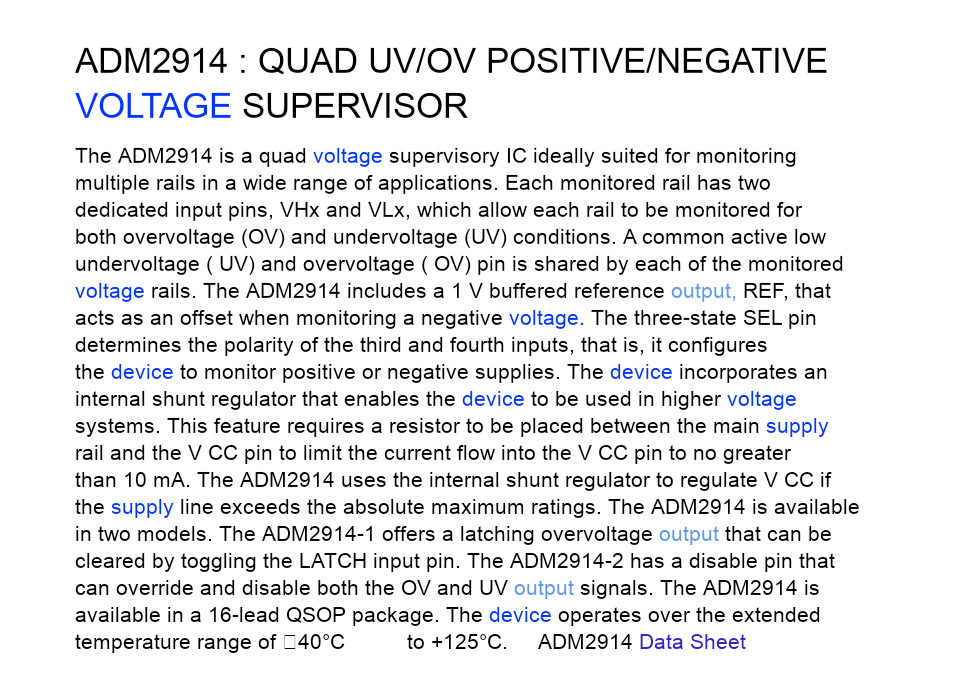 ADM2914 : QUAD UV/OV POSITIVE/NEGATIVE
VOLTAGE SUPERVISOR
The ADM2914 is a quad voltage supervisory IC ideally suited for monitoring
multiple rails in a wide range of applications. Each monitored rail has two
dedicated input pins, VHx and VLx, which allow each rail to be monitored for
both overvoltage (OV) and undervoltage (UV) conditions. A common active low
undervoltage ( UV) and overvoltage ( OV) pin is shared by each of the monitored
voltage rails. The ADM2914 includes a 1 V buffered reference output, REF, that
acts as an offset when monitoring a negative voltage. The three-state SEL pin
determines the polarity of the third and fourth inputs, that is, it configures
the device to monitor positive or negative supplies. The device incorporates an
internal shunt regulator that enables the device to be used in higher voltage
systems. This feature requires a resistor to be placed between the main supply
rail and the V CC pin to limit the current flow into the V CC pin to no greater
than 10 mA. The ADM2914 uses the internal shunt regulator to regulate V CC if
the supply line exceeds the absolute maximum ratings. The ADM2914 is available
in two models. The ADM2914-1 offers a latching overvoltage output that can be
cleared by toggling the LATCH input pin. The ADM2914-2 has a disable pin that
can override and disable both the OV and UV output signals. The ADM2914 is
available in a 16-lead QSOP package. The device operates over the extended
temperature range of □40°C to +125°C. ADM2914 Data Sheet